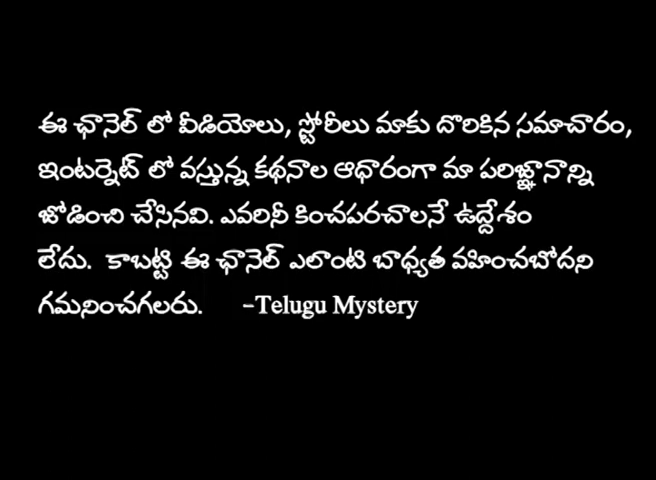 ఈ ఛానెల్ లో వీడియోలు, స్టోరీలు మాకు దొరికిన సమాచారం,
ఇంటర్నెట్ లో వస్తున్న కథనాల ఆధారంగా మా పరిజ్ఞానాన్ని
జోడించి చేసినవి. ఎవరినీ కించపరచాలనే ఉద్దేశం
లేదు. కాబట్టి ఈ ఛానెల్ ఎలాంటి బాధ్యత వహించబోదని
గమనించగలరు. -Telugu Mystery